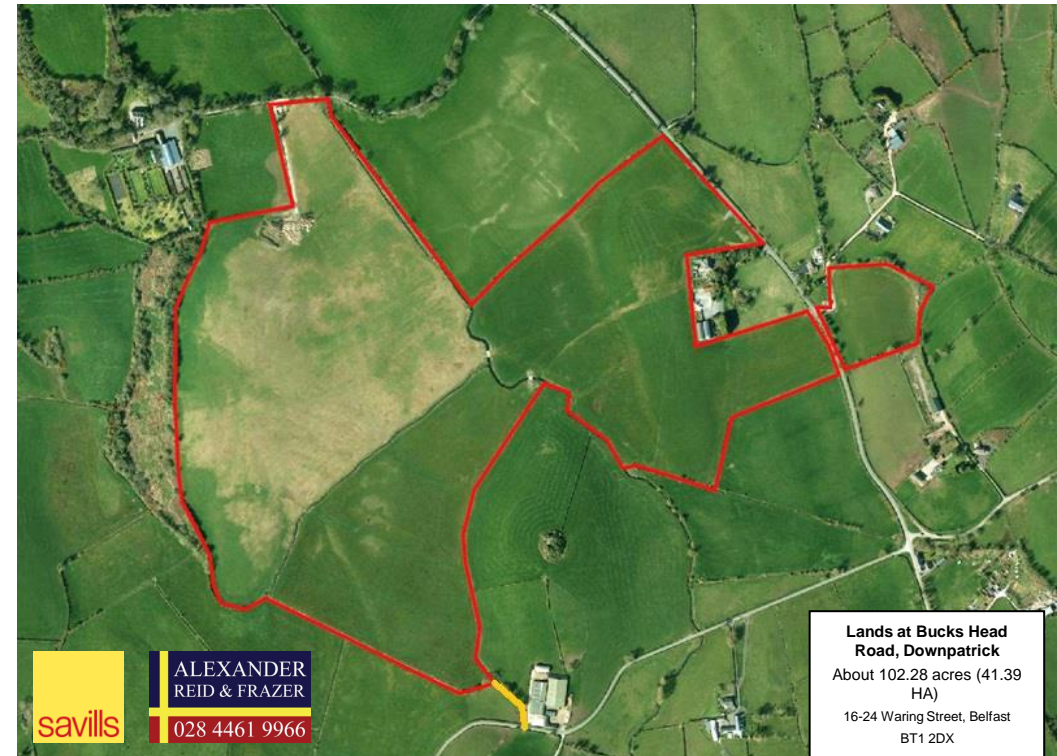 savills
ALEXANDER
REID & FRAZER
028 4461 9966
Lands at Bucks Head
Road, Downpatrick
About 102.28 acres (41.39
HA)
16-24 Waring Street, Belfast
BT1 2DX